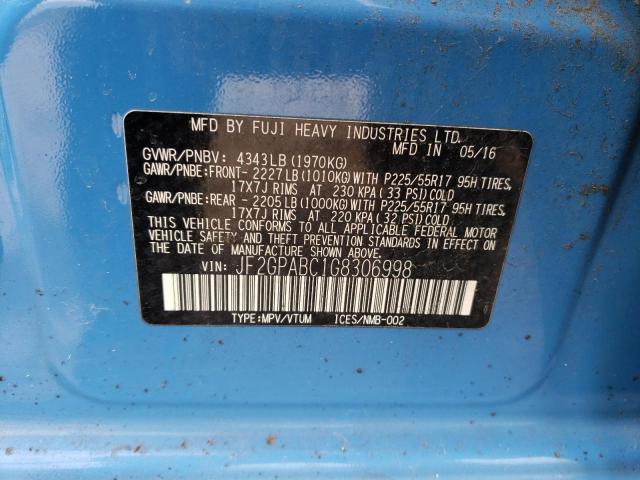 MFD BY FUJI HEAVY INDUSTRIES LTD.
MFD IN 05/16
GVWR/PNBV: 4343LB (1970KG)
GAWR/PNBE:FRONT- 2227LB (1010KG) WITH P225/55R17 95H TIRES,
17X7J RIMS AT 230 KPA (33 PSI) COLD
GAWR/PNBE:REAR - 2205LB (1000KG) WITH P225/55R17 95H TIRES,
17X7J RIMS AT 220 KPA (32 PSI) COLD
THIS VEHICLE CONFORMS TO ALL APPLICABLE FEDERAL MOTOR
VEHICLE SAFETY AND THEFT PREVENTION STANDARDS IN EFFECT ON
THE DATE OF MANUFACTURE SHOWN ABOVE.
VIN: JF2GPABC1G8306998
TYPE:MPV/VTUM ICES/NMB-002